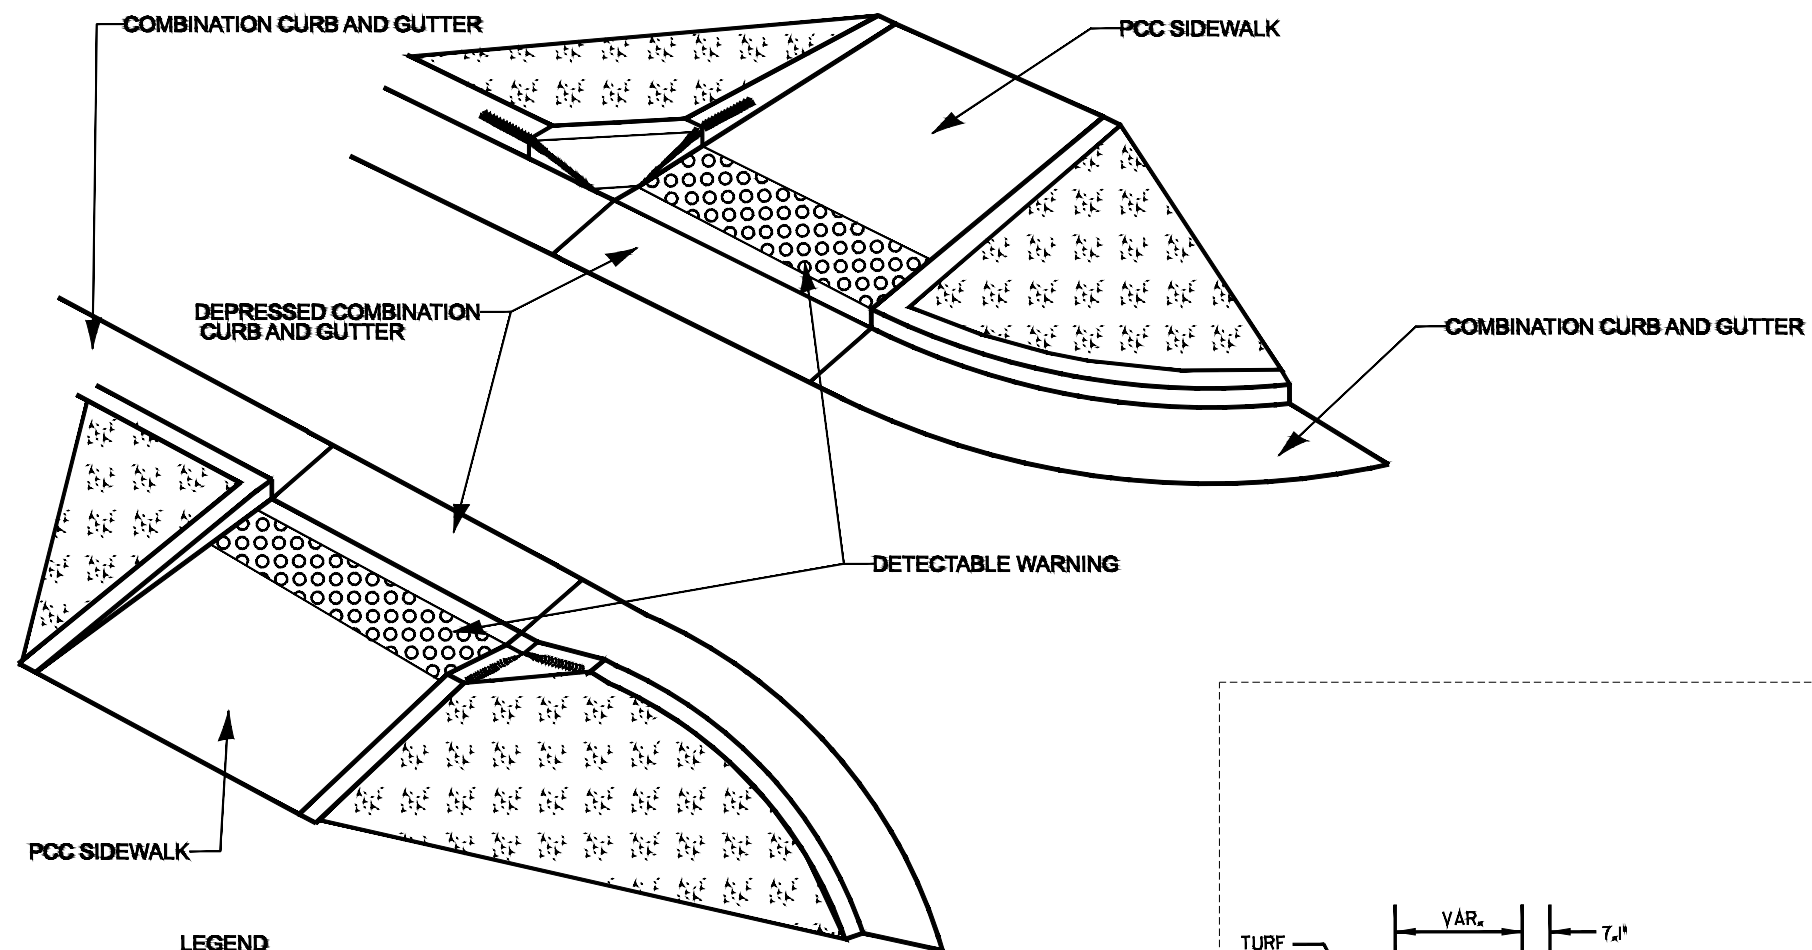 COMBINATION CURB AND GUTTER
PCC SIDEWALK
DEPRESSED COMBINATION
CURB AND GUTTER
COMBINATION CURB AND GUTTER
DETECTABLE WARNING
PCC SIDEWALK
LEGEND
TURF
VAR.